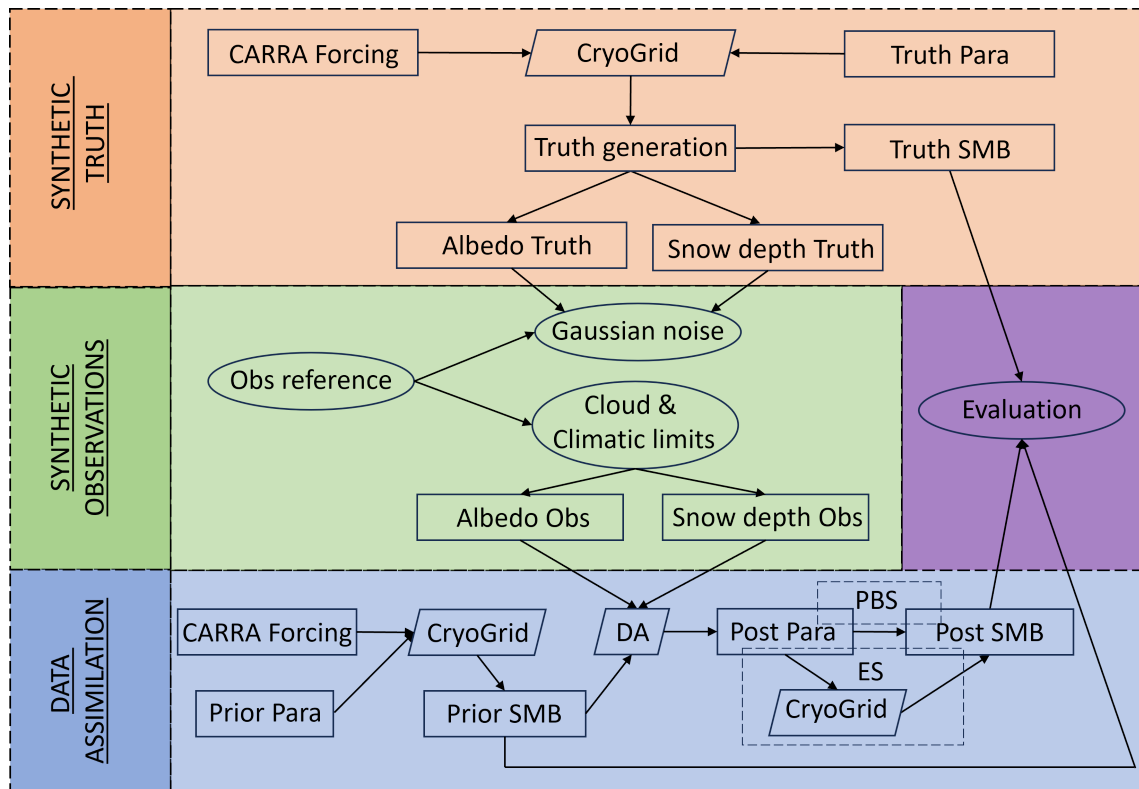 SYNTHETIC
TRUTH
CARRA Forcing
CryoGrid
Truth Para
Truth generation
Truth SMB
Albedo Truth
Snow depth Truth
SYNTHETIC
OBSERVATIONS
Gaussian noise
Obs reference
Cloud &
Climatic limits
Evaluation
Albedo Obs
Snow depth Obs
DATA
ASSIMILATION
CARRA Forcing
CryoGrid
DA
Post Para
PBS
Post SMB
Prior Para
Prior SMB
ES
CryoGrid